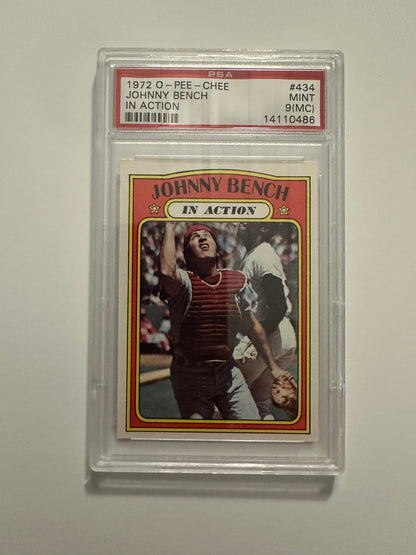 PSA
1972 O-PEE-CHEE #434
JOHNNY BENCH MINT
IN ACTION 9(MC)
14110486
JOHNNY BENCH
IN ACTION